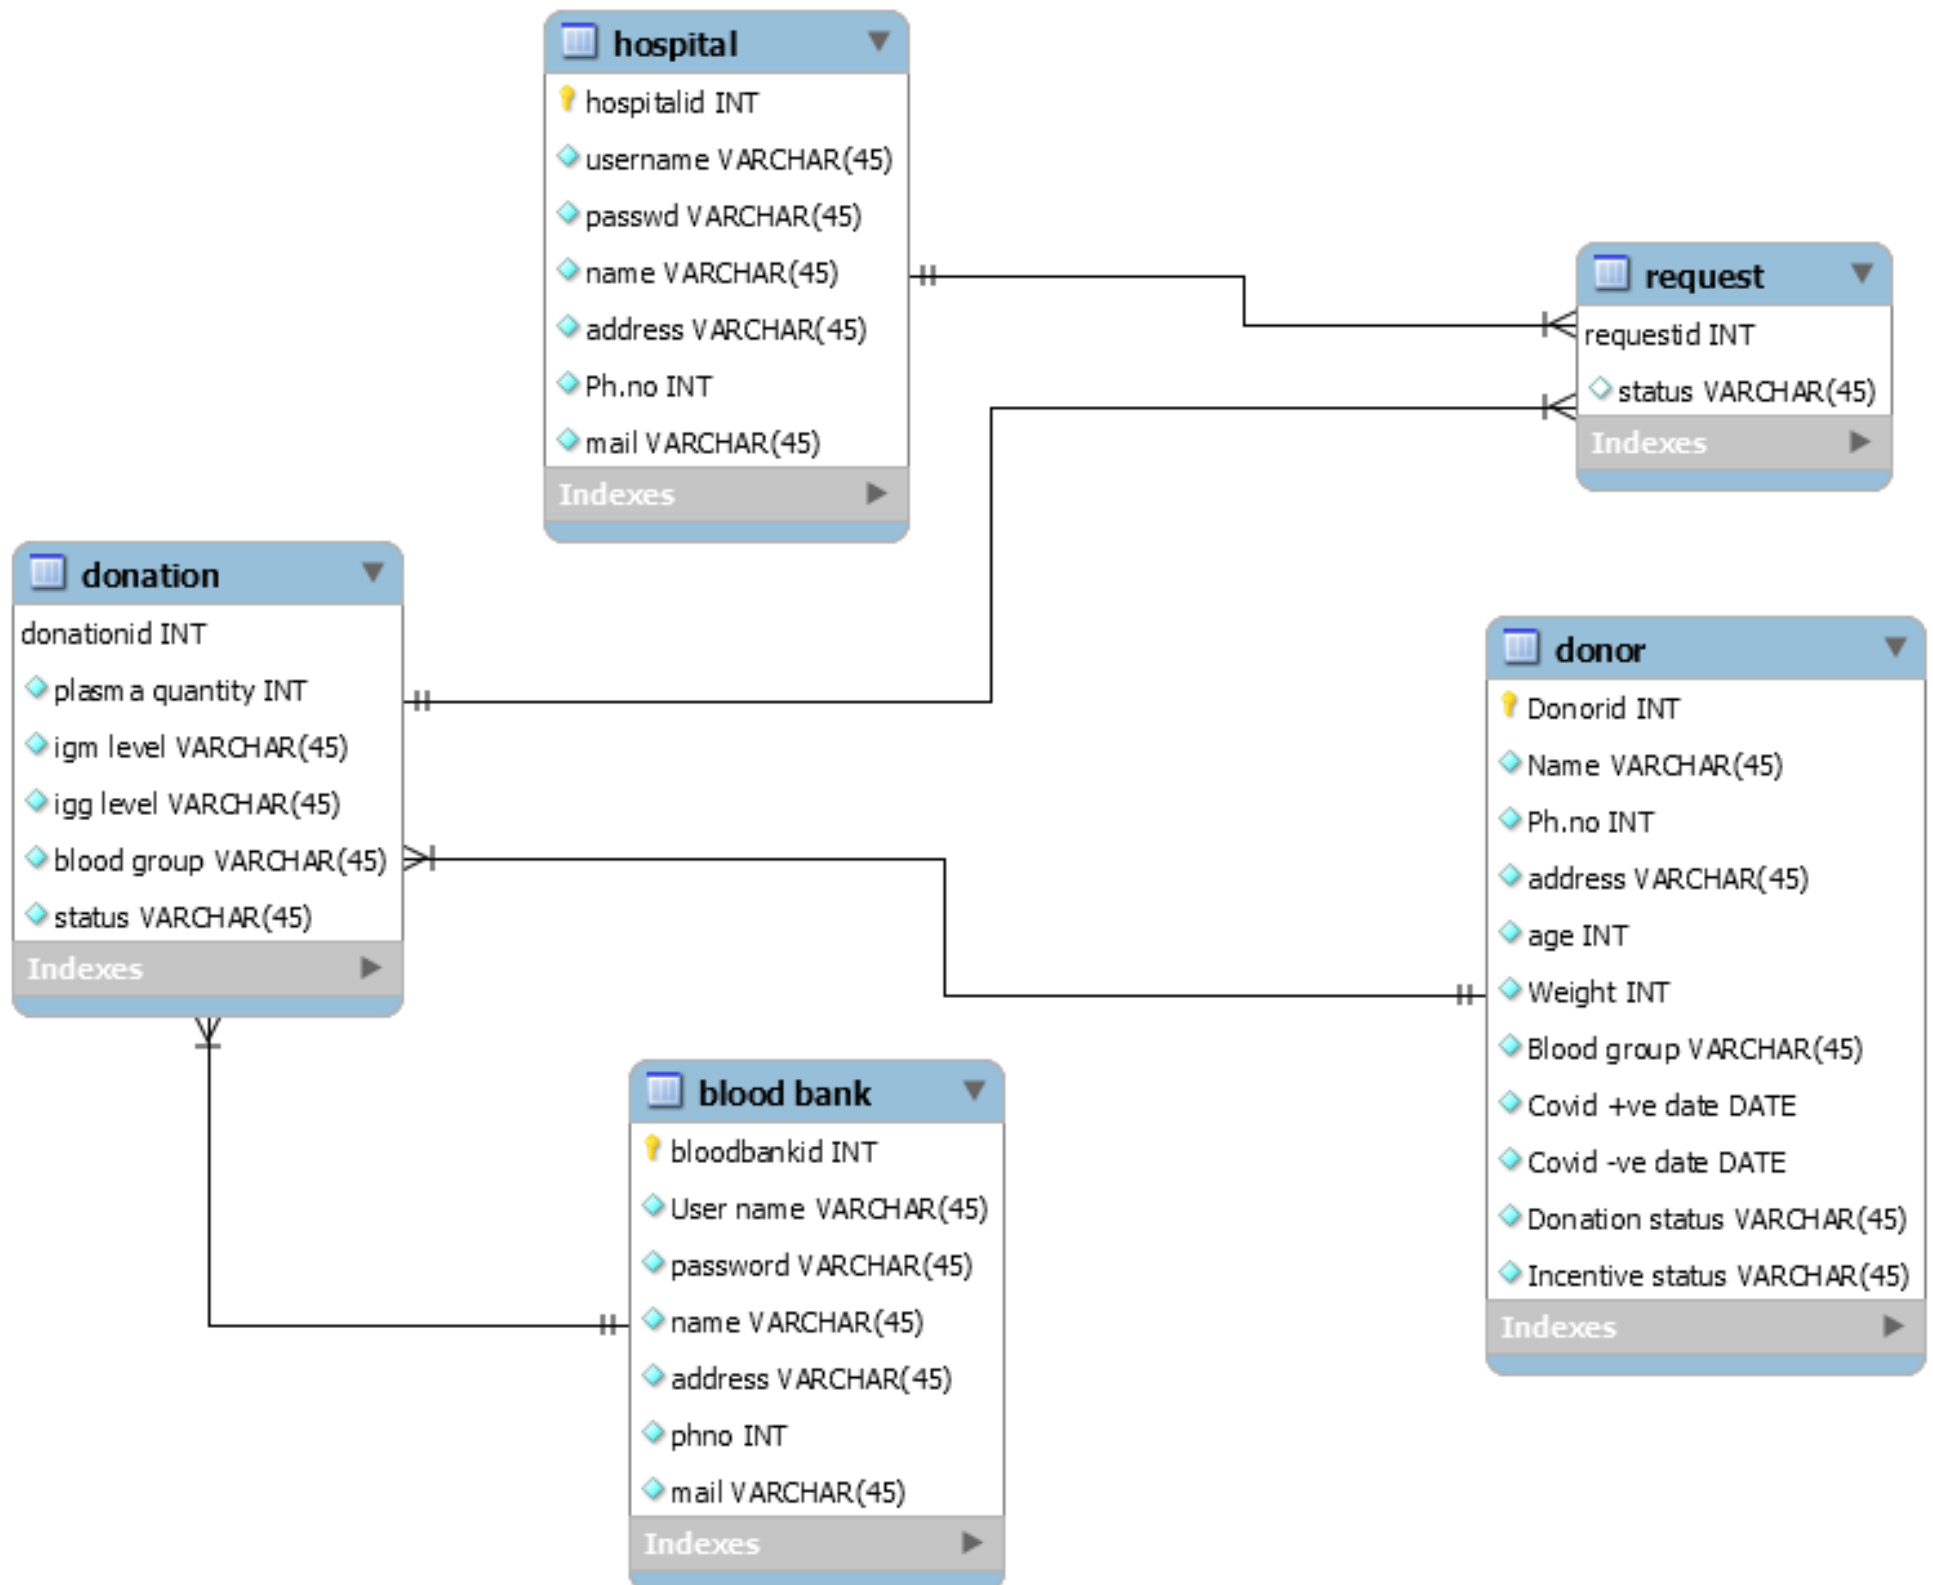 hospital
hospitalid INT
username VARCHAR(45)
passwd VARCHAR(45)
name VARCHAR(45)
address VARCHAR(45)
Ph.no INT
mail VARCHAR(45)
Indexes
request
requestid INT
status VARCHAR(45)
Indexes
donation
donationid INT
plasma quantity INT
igm level VARCHAR(45)
igg level VARCHAR(45)
blood group VARCHAR(45)
status VARCHAR(45)
Indexes
donor
Donorid INT
Name VARCHAR(45)
Ph.no INT
address VARCHAR(45)
age INT
Weight INT
Blood group VARCHAR(45)
Covid +ve date DATE
Covid -ve date DATE
Donation status VARCHAR(45)
Incentive status VARCHAR(45)
Indexes
blood bank
bloodbankid INT
User name VARCHAR(45)
password VARCHAR(45)
name VARCHAR(45)
address VARCHAR(45)
phno INT
mail VARCHAR(45)
Indexes